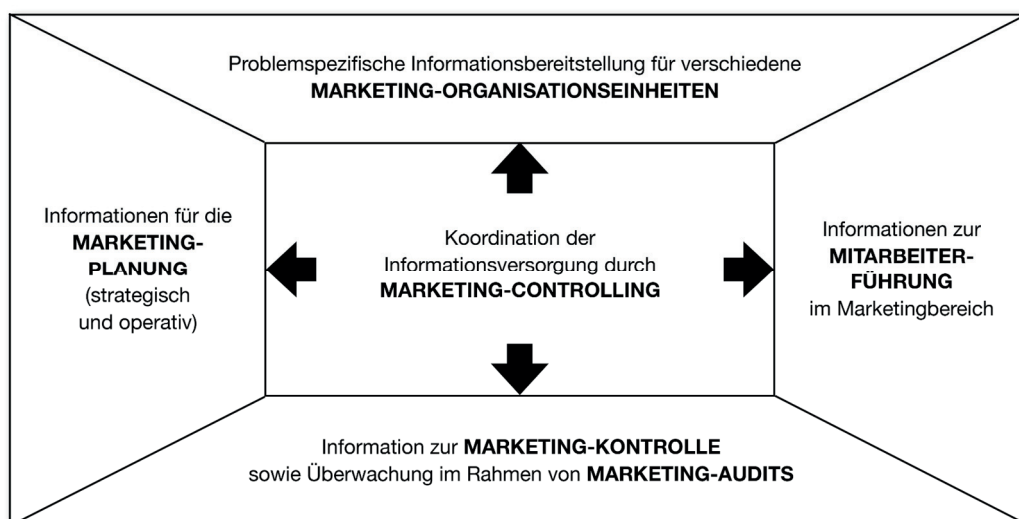 Problemspezifische Informationsbereitstellung für verschiedene
MARKETING-ORGANISATIONSEINHEITEN
Informationen für die
MARKETING-
PLANUNG
(strategisch
und operativ)
Koordination der
Informationsversorgung durch
MARKETING-CONTROLLING
Informationen zur
MITARBEITER-
FÜHRUNG
im Marketingbereich
Information zur MARKETING-KONTROLLE
sowie Überwachung im Rahmen von MARKETING-AUDITS